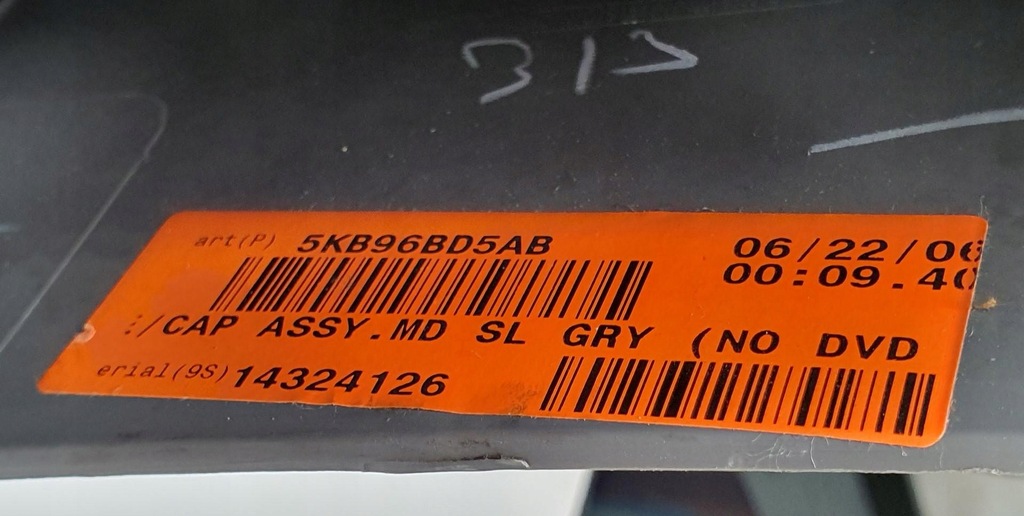 313
art(P) 5KB96BD5AB
06/22/06
00:09.40
:/CAP ASSY.MD SL GRY (NO DVD
erial(9S) 14324126